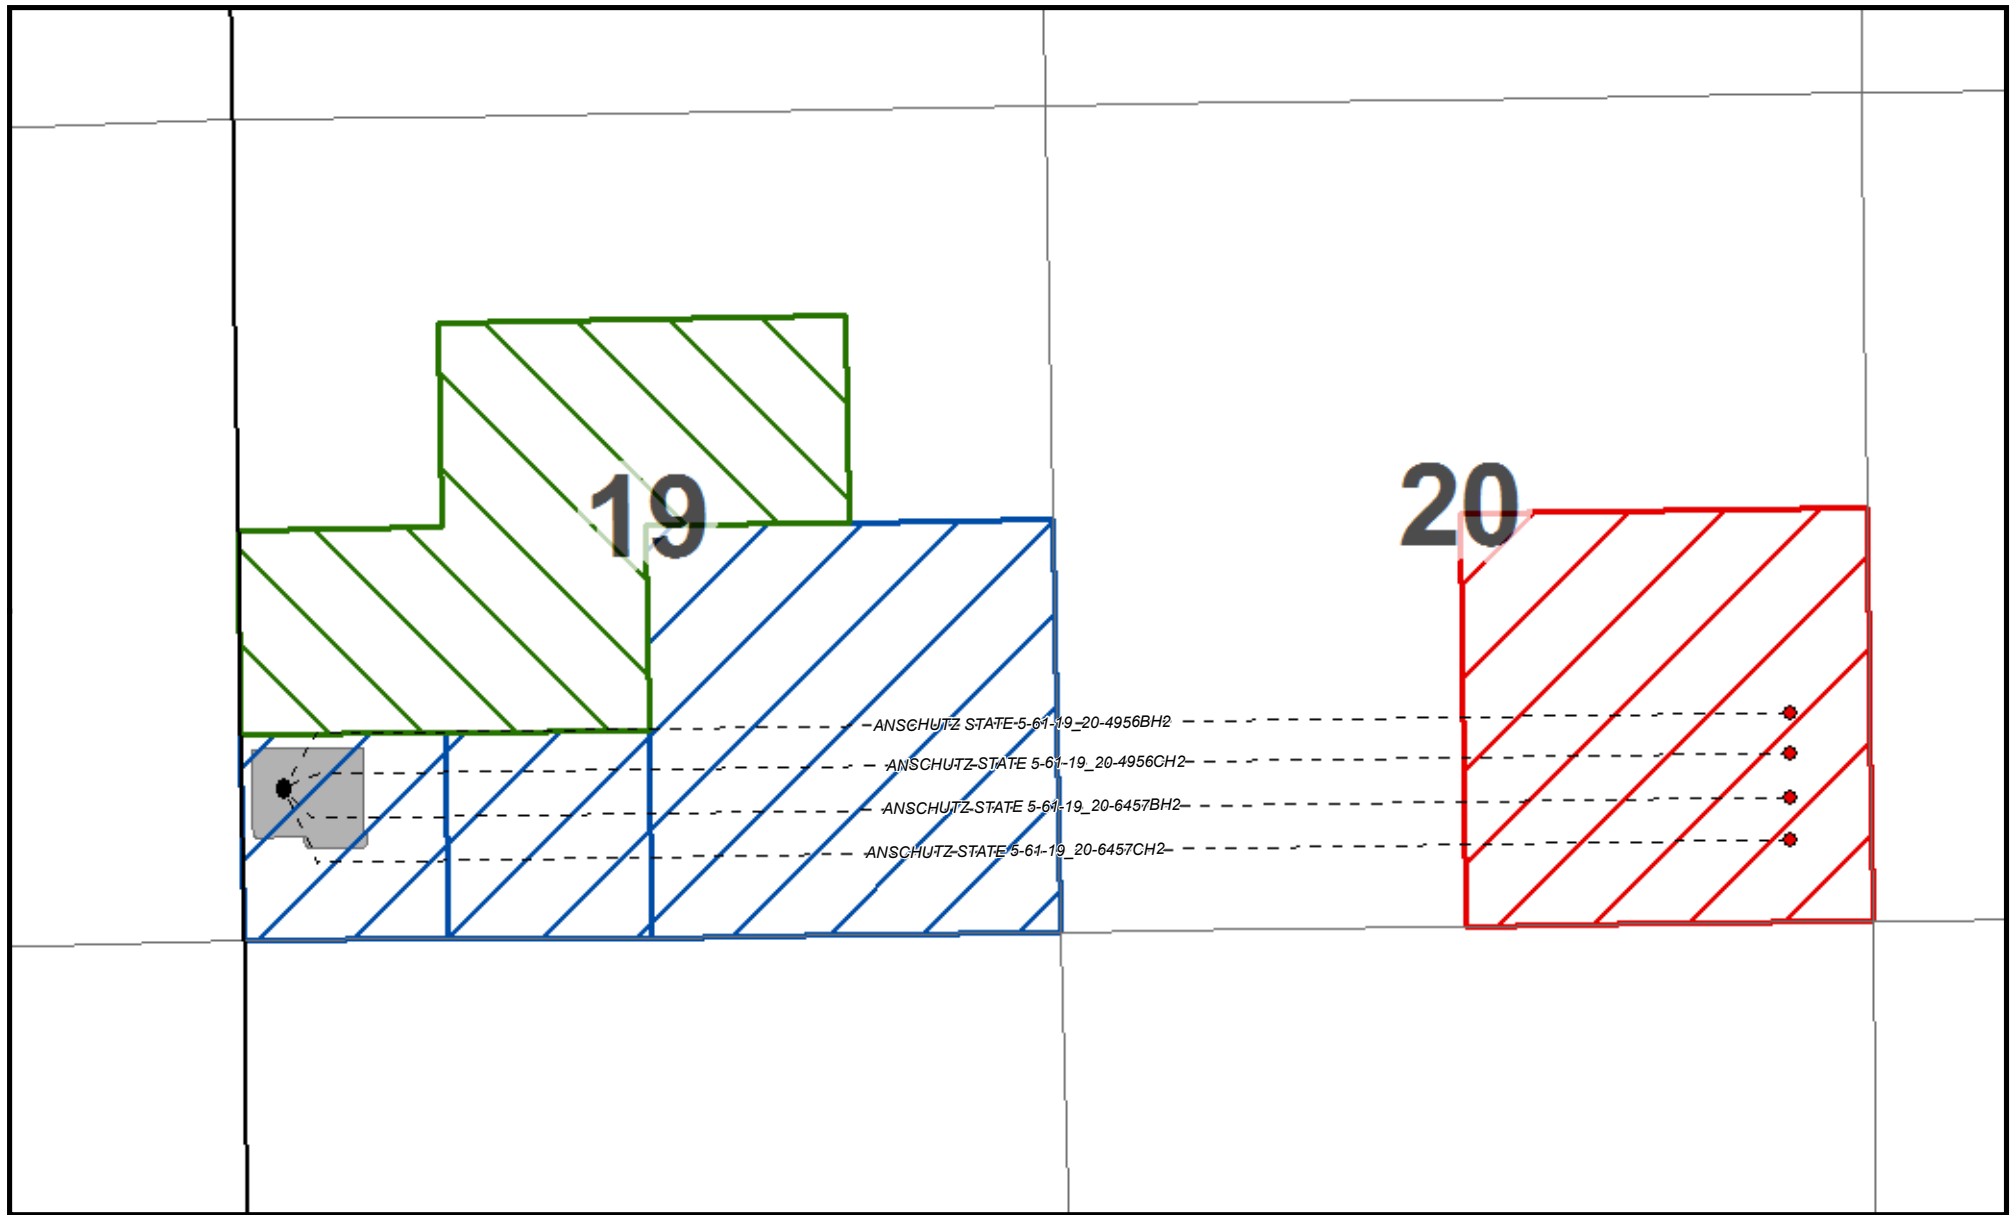 19
20
ANSCHUTZ STATE 5-61-19_20-4956BH2
ANSCHUTZ STATE 5-61-19_20-4956CH2
ANSCHUTZ STATE 5-61-19_20-6457BH2
ANSCHUTZ STATE 5-61-19_20-6457CH2